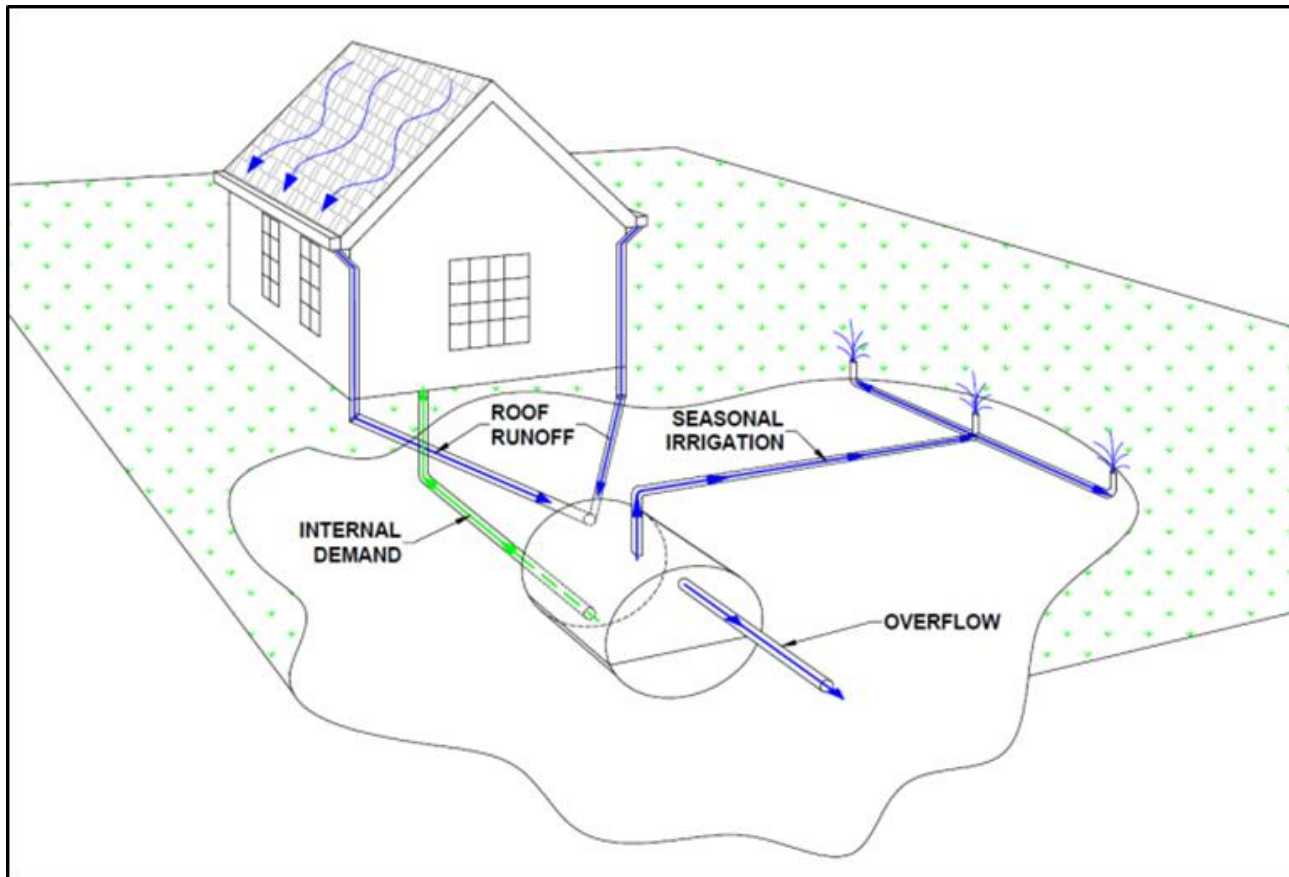 ROOF
RUNOFF
SEASONAL
IRRIGATION
INTERNAL
DEMAND
OVERFLOW